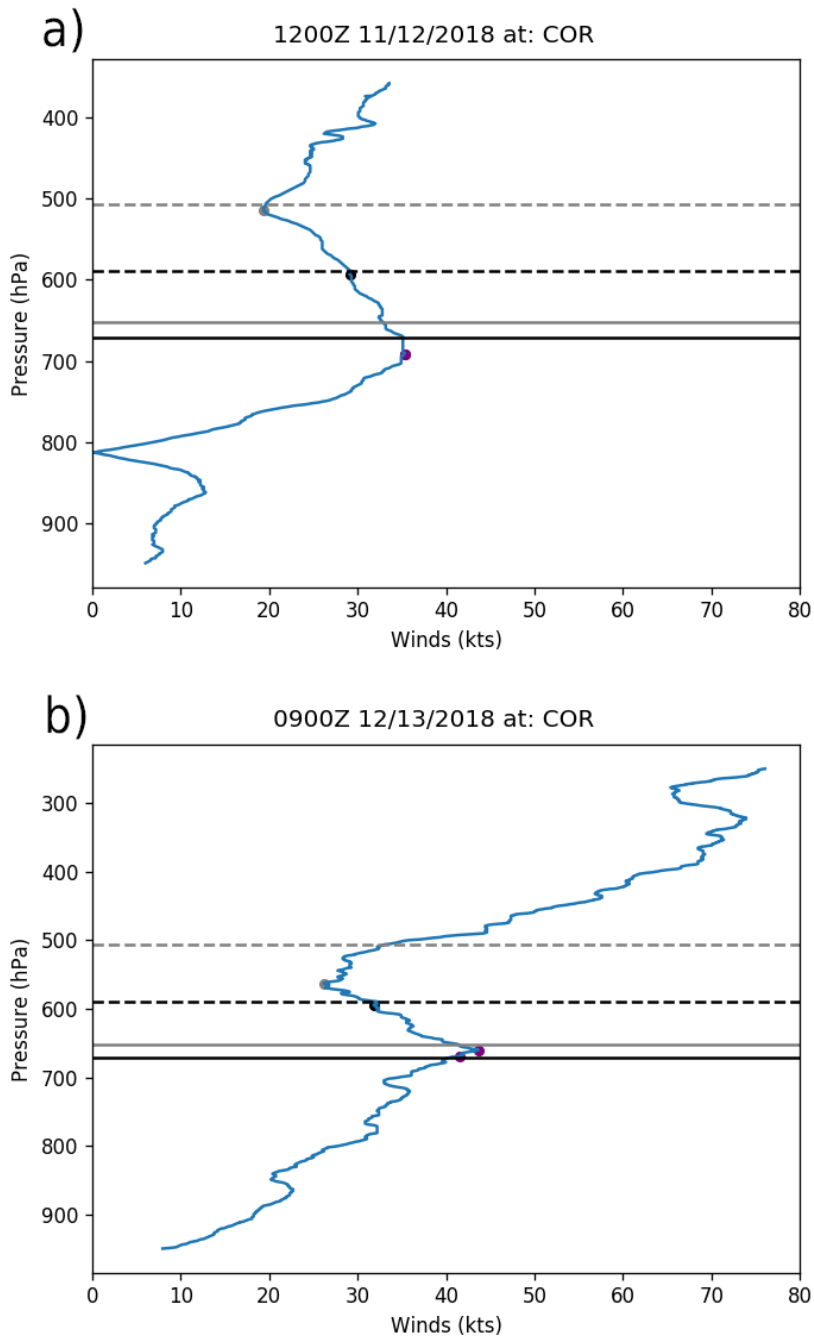 a)
1200Z 11/12/2018 at: COR
400
500
600
700
800
900
Pressure (hPa)
0 10 20 30 40 50 60 70 80
Winds (kts)
b)
0900Z 12/13/2018 at: COR
300
400
500
600
700
800
900
Pressure (hPa)
0 10 20 30 40 50 60 70 80
Winds (kts)